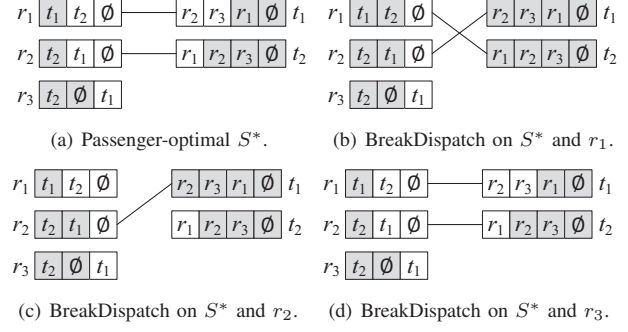 r1 t1 t2 ∅ r2 r3 r1 ∅ t1
r2 t2 t1 ∅ r1 r2 r3 ∅ t2
r3 t2 ∅ t1
(a) Passenger-optimal S*.
r1 t1 t2 ∅ r2 r3 r1 ∅ t1
r2 t2 t1 ∅ r1 r2 r3 ∅ t2
r3 t2 ∅ t1
(b) BreakDispatch on S* and r1.
r1 t1 t2 ∅ r2 r3 r1 ∅ t1
r2 t2 t1 ∅ r1 r2 r3 ∅ t2
r3 t2 ∅ t1
(c) BreakDispatch on S* and r2.
r1 t1 t2 ∅ r2 r3 r1 ∅ t1
r2 t2 t1 ∅ r1 r2 r3 ∅ t2
r3 t2 ∅ t1
(d) BreakDispatch on S* and r3.